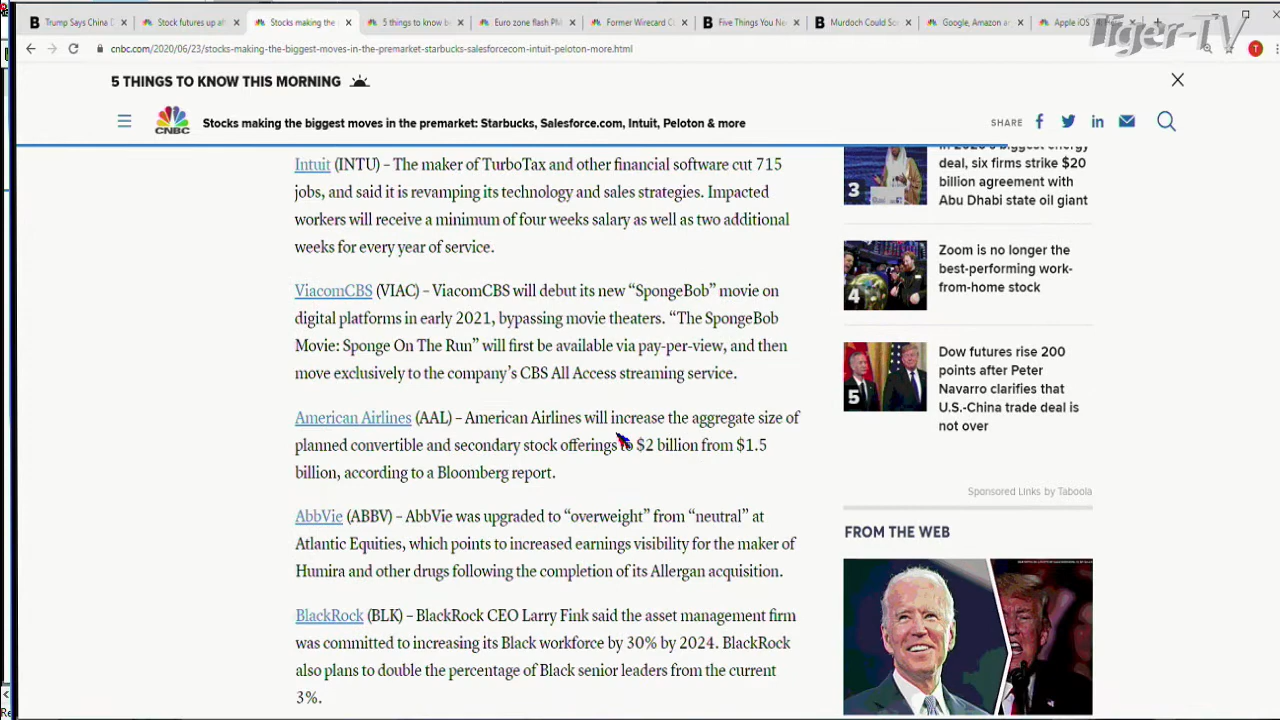 Trump Says China D
Stock futures up af
Stocks making the
5 things to know b
Euro zone flash PM
Former Wirecard C
Five Things You Ne
Murdoch Could Sc
Google, Amazon a
Apple iOS 14, 
Tiger-TV
cnbc.com/2020/06/23/stocks-making-the-biggest-moves-in-the-premarket-starbucks-salesforcecom-intuit-peloton-more.html
T
5 THINGS TO KNOW THIS MORNING
CNBC
Stocks making the biggest moves in the premarket: Starbucks, Salesforce.com, Intuit, Peloton & more
SHARE
Intuit (INTU) – The maker of TurboTax and other financial software cut 715
jobs, and said it is revamping its technology and sales strategies. Impacted
workers will receive a minimum of four weeks salary as well as two additional
weeks for every year of service.
ViacomCBS (VIAC) – ViacomCBS will debut its new “SpongeBob” movie on
digital platforms in early 2021, bypassing movie theaters. “The SpongeBob
Movie: Sponge On The Run” will first be available via pay-per-view, and then
move exclusively to the company’s CBS All Access streaming service.
American Airlines (AAL) – American Airlines will increase the aggregate size of
planned convertible and secondary stock offerings to $2 billion from $1.5
billion, according to a Bloomberg report.
AbbVie (ABBV) – AbbVie was upgraded to “overweight” from “neutral” at
Atlantic Equities, which points to increased earnings visibility for the maker of
Humira and other drugs following the completion of its Allergan acquisition.
BlackRock (BLK) – BlackRock CEO Larry Fink said the asset management firm
was committed to increasing its Black workforce by 30% by 2024. BlackRock
also plans to double the percentage of Black senior leaders from the current
3%.
3
In 2020's biggest energy
deal, six firms strike $20
billion agreement with
Abu Dhabi state oil giant
4
Zoom is no longer the
best-performing work-
from-home stock
5
Dow futures rise 200
points after Peter
Navarro clarifies that
U.S.-China trade deal is
not over
Sponsored Links by Taboola
FROM THE WEB